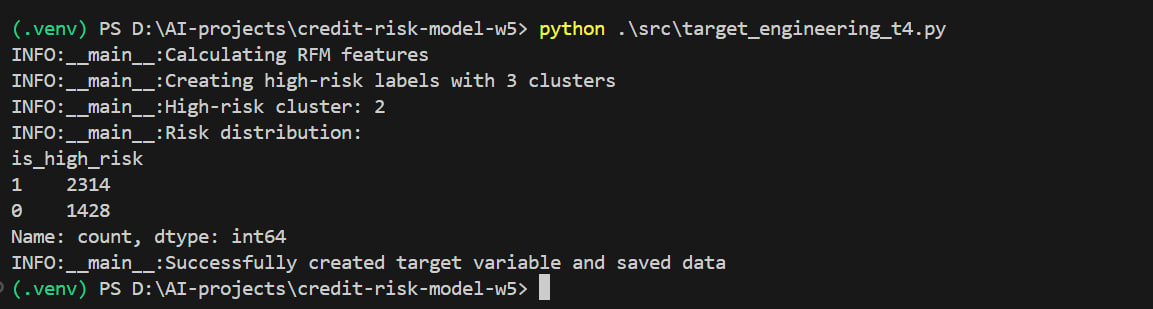 (.venv) PS D:\AI-projects\credit-risk-model-w5> python .\src\target_engineering_t4.py
INFO:__main__:Calculating RFM features
INFO:__main__:Creating high-risk labels with 3 clusters
INFO:__main__:High-risk cluster: 2
INFO:__main__:Risk distribution:
is_high_risk
1    2314
0    1428
Name: count, dtype: int64
INFO:__main__:Successfully created target variable and saved data
(.venv) PS D:\AI-projects\credit-risk-model-w5>